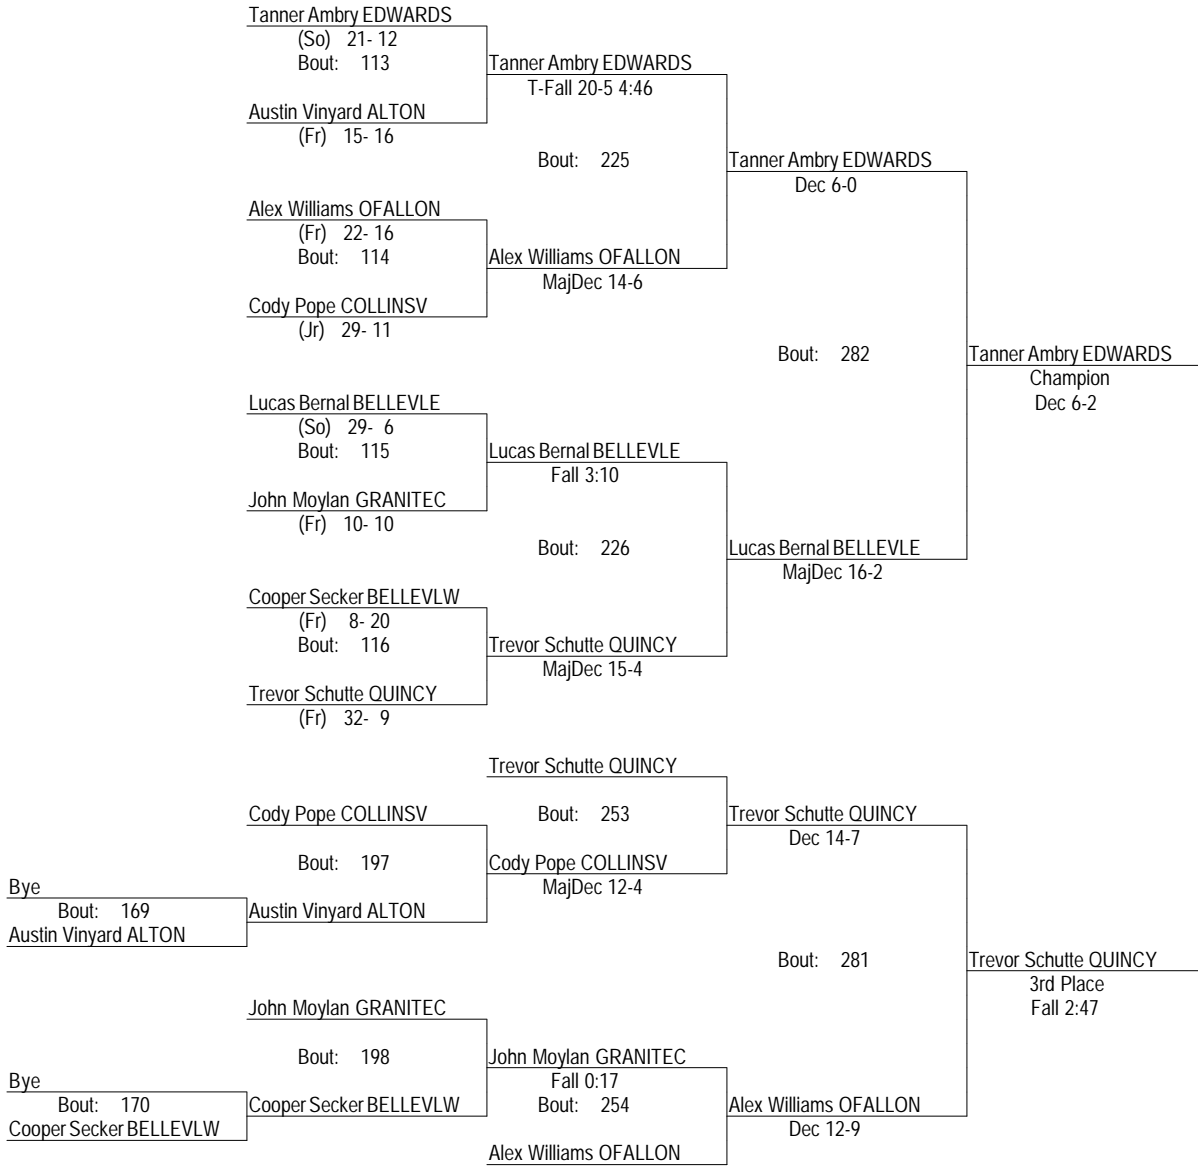 Tanner Ambry EDWARDS
(So) 21- 12
Bout: 113
Tanner Ambry EDWARDS
T-Fall 20-5 4:46
Austin Vinyard ALTON
(Fr) 15- 16
Bout: 225
Tanner Ambry EDWARDS
Dec 6-0
Alex Williams OFALLON
(Fr) 22- 16
Bout: 114
Alex Williams OFALLON
MajDec 14-6
Cody Pope COLLINSV
(Jr) 29- 11
Bout: 282
Tanner Ambry EDWARDS
Champion
Dec 6-2
Lucas Bernal BELLEVLE
(So) 29- 6
Bout: 115
Lucas Bernal BELLEVLE
Fall 3:10
John Moylan GRANITEC
(Fr) 10- 10
Bout: 226
Lucas Bernal BELLEVLE
MajDec 16-2
Cooper Secker BELLEVLW
(Fr) 8- 20
Bout: 116
Trevor Schutte QUINCY
MajDec 15-4
Trevor Schutte QUINCY
(Fr) 32- 9
Trevor Schutte QUINCY
Cody Pope COLLINSV
Bout: 253
Trevor Schutte QUINCY
Dec 14-7
Bout: 197
Cody Pope COLLINSV
MajDec 12-4
Bye
Bout: 169
Austin Vinyard ALTON
Austin Vinyard ALTON
Bout: 281
Trevor Schutte QUINCY
3rd Place
Fall 2:47
John Moylan GRANITEC
Bout: 198
John Moylan GRANITEC
Fall 0:17
Bye
Bout: 170
Cooper Secker BELLEVLW
Cooper Secker BELLEVLW
Bout: 254
Alex Williams OFALLON
Dec 12-9
Alex Williams OFALLON